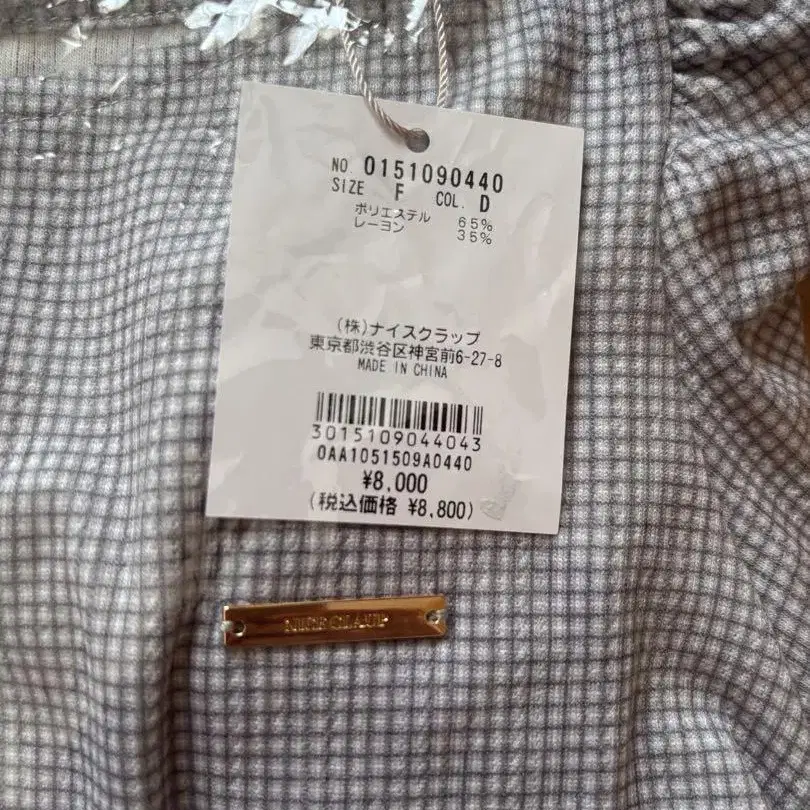 NO. 0151090440
SIZE F COL. D
ポリエステル 65%
レーヨン 35%
(株)ナイスクラップ
東京都渋谷区神宮前6-27-8
MADE IN CHINA
3015109044043
0AA1051509A0440
¥8,000
(税込価格 ¥8,800)
NICE CLAUP